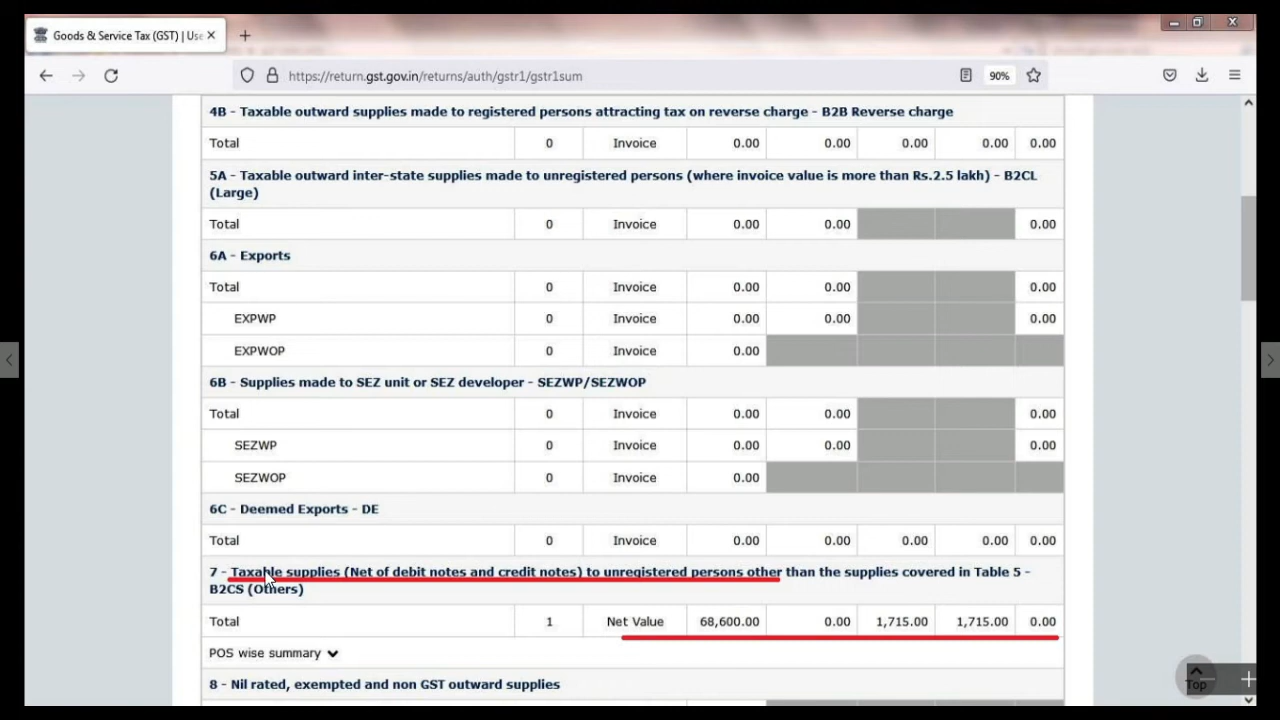 Goods & Service Tax (GST) | Use
https://return.gst.gov.in/returns/auth/gstr1/gstr1sum 90%
4B - Taxable outward supplies made to registered persons attracting tax on reverse charge - B2B Reverse charge
Total 0 Invoice 0.00 0.00 0.00 0.00 0.00
5A - Taxable outward inter-state supplies made to unregistered persons (where invoice value is more than Rs.2.5 lakh) - B2CL
(Large)
Total 0 Invoice 0.00 0.00 0.00
6A - Exports
Total 0 Invoice 0.00 0.00 0.00
EXPWP 0 Invoice 0.00 0.00 0.00
EXPWOP 0 Invoice 0.00
6B - Supplies made to SEZ unit or SEZ developer - SEZWP/SEZWOP
Total 0 Invoice 0.00 0.00 0.00
SEZWP 0 Invoice 0.00 0.00 0.00
SEZWOP 0 Invoice 0.00
6C - Deemed Exports - DE
Total 0 Invoice 0.00 0.00 0.00 0.00 0.00
7 - Taxable supplies (Net of debit notes and credit notes) to unregistered persons other than the supplies covered in Table 5 -
B2CS (Others)
Total 1 Net Value 68,600.00 0.00 1,715.00 1,715.00 0.00
POS wise summary
8 - Nil rated, exempted and non GST outward supplies
Top